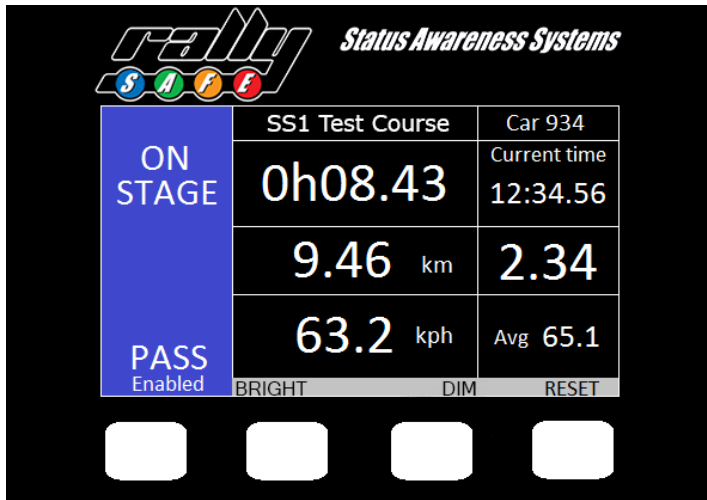 rally
SAFE
Status Awareness Systems
ON
STAGE
PASS
Enabled
SS1 Test Course
Car 934
0h08.43
Current time
12:34.56
9.46 km
2.34
63.2 kph
Avg 65.1
BRIGHT
DIM
RESET